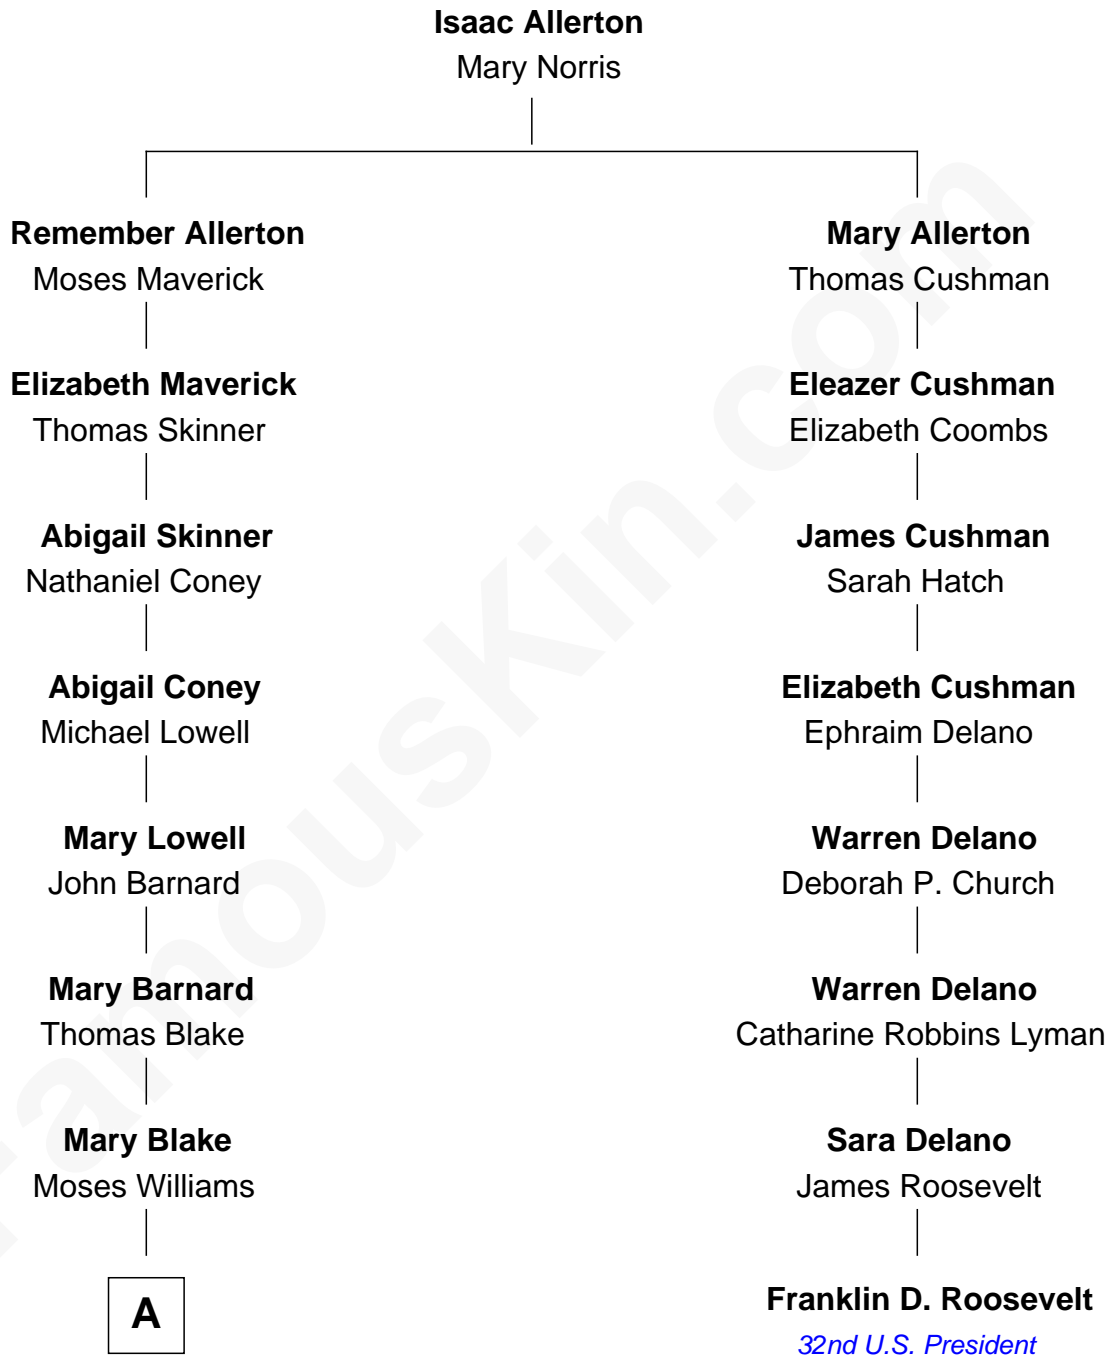 Isaac Allerton
Mary Norris
Remember Allerton
Moses Maverick
Mary Allerton
Thomas Cushman
Elizabeth Maverick
Thomas Skinner
Eleazer Cushman
Elizabeth Coombs
Abigail Skinner
Nathaniel Coney
James Cushman
Sarah Hatch
Abigail Coney
Michael Lowell
Elizabeth Cushman
Ephraim Delano
Mary Lowell
John Barnard
Warren Delano
Deborah P. Church
Mary Barnard
Thomas Blake
Warren Delano
Catharine Robbins Lyman
Mary Blake
Moses Williams
Sara Delano
James Roosevelt
A
Franklin D. Roosevelt
32nd U.S. President
FamousKin.com